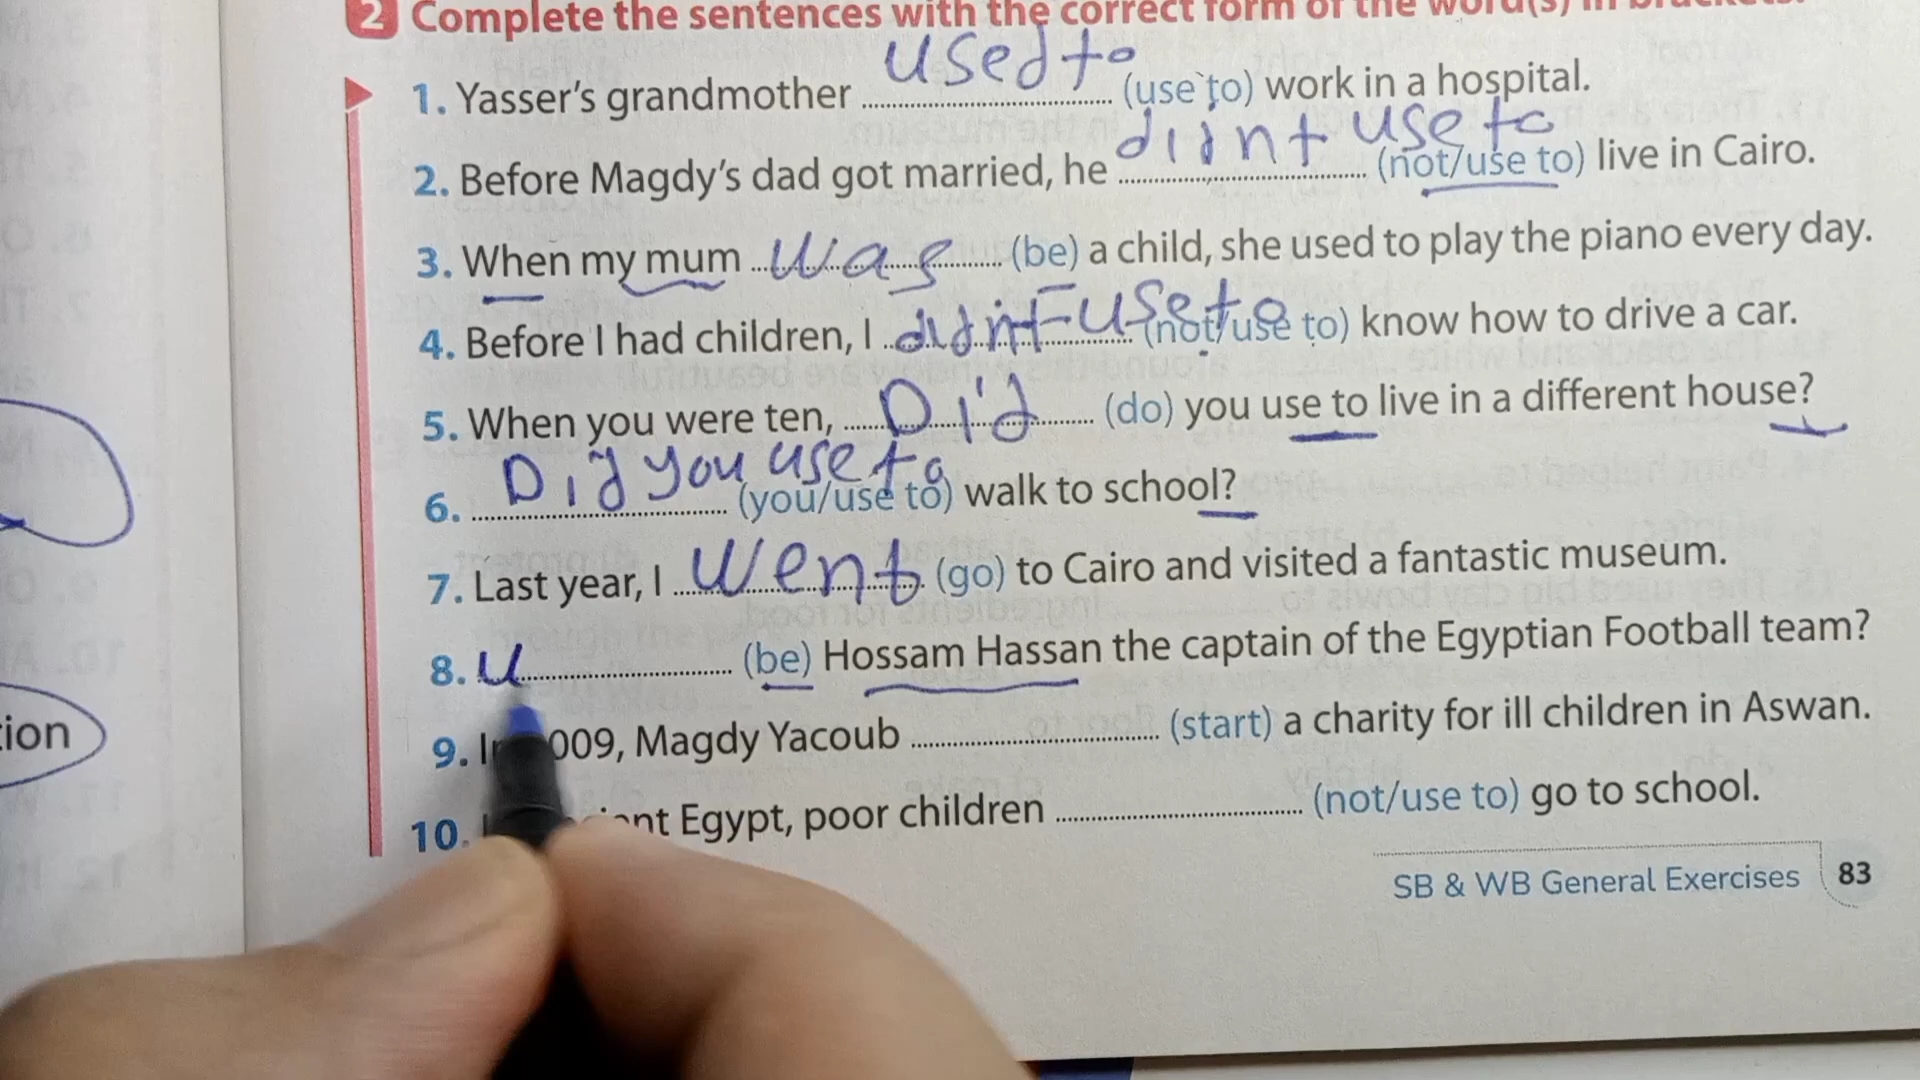 2 Complete the sentences with the correct form of the word(s) in brackets.
used to
1. Yasser's grandmother ........ (use to) work in a hospital.
didnt use to
2. Before Magdy's dad got married, he ........ (not/use to) live in Cairo.
3. When my mum was (be) a child, she used to play the piano every day.
4. Before I had children, I didnt use to (not/use to) know how to drive a car.
5. When you were ten, Did (do) you use to live in a different house?
Did you use to
6. ........ (you/use to) walk to school?
7. Last year, I went (go) to Cairo and visited a fantastic museum.
8. ........ (be) Hossam Hassan the captain of the Egyptian Football team?
9. 009, Magdy Yacoub ........ (start) a charity for ill children in Aswan.
10. Egypt, poor children ........ (not/use to) go to school.
SB & WB General Exercises 83
ion